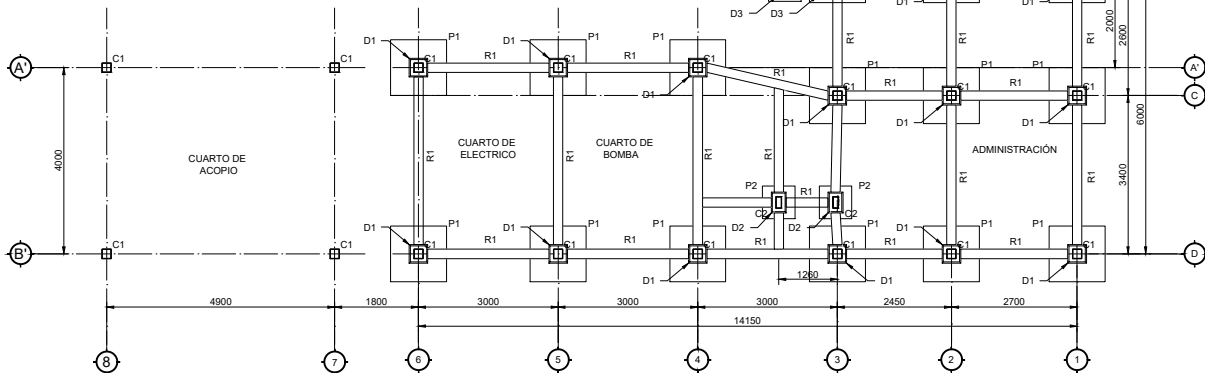 D3 D3 D1 D1
2000
2600
R1 R1 R1
P1 P1 P1
D1 D1
C1 C1 C1 C1 C1
R1 R1 R1
A' A'
D1
P1 P1 P1
C1 C1 C1
R1 R1
C
D1 D1 D1
6000
4000
CUARTO DE
ACOPIO
CUARTO DE
ELECTRICO
CUARTO DE
BOMBA
ADMINISTRACIÓN
R1 R1 R1 R1 R1 R1
3400
P2 P2
R1
C2 C2
D2 D2
P1 P1 P1 P1 P1 P1
D1 D1 D1
C1 C1 C1 C1 C1 C1 C1 C1
R1 R1 R1 R1 R1
B' D
D1 D1 D1
1260
4900 1800 3000 3000 3000 2450 2700
14150
8 7 6 5 4 3 2 1